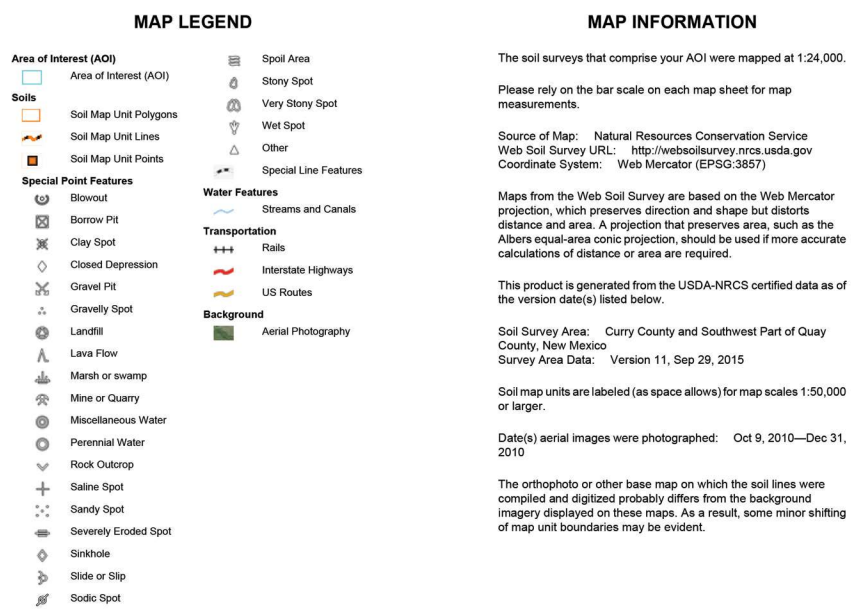 MAP LEGEND
Area of Interest (AOI)
Area of Interest (AOI)
Soils
Soil Map Unit Polygons
Soil Map Unit Lines
Soil Map Unit Points
Special Point Features
Blowout
Borrow Pit
Clay Spot
Closed Depression
Gravel Pit
Gravelly Spot
Landfill
Lava Flow
Marsh or swamp
Mine or Quarry
Miscellaneous Water
Perennial Water
Rock Outcrop
Saline Spot
Sandy Spot
Severely Eroded Spot
Sinkhole
Slide or Slip
Sodic Spot
Spoil Area
Stony Spot
Very Stony Spot
Wet Spot
Other
Special Line Features
Water Features
Streams and Canals
Transportation
Rails
Interstate Highways
US Routes
Background
Aerial Photography
MAP INFORMATION
The soil surveys that comprise your AOI were mapped at 1:24,000.
Please rely on the bar scale on each map sheet for map
measurements.
Source of Map: Natural Resources Conservation Service
Web Soil Survey URL: http://websoilsurvey.nrcs.usda.gov
Coordinate System: Web Mercator (EPSG:3857)
Maps from the Web Soil Survey are based on the Web Mercator
projection, which preserves direction and shape but distorts
distance and area. A projection that preserves area, such as the
Albers equal-area conic projection, should be used if more accurate
calculations of distance or area are required.
This product is generated from the USDA-NRCS certified data as of
the version date(s) listed below.
Soil Survey Area: Curry County and Southwest Part of Quay
County, New Mexico
Survey Area Data: Version 11, Sep 29, 2015
Soil map units are labeled (as space allows) for map scales 1:50,000
or larger.
Date(s) aerial images were photographed: Oct 9, 2010—Dec 31,
2010
The orthophoto or other base map on which the soil lines were
compiled and digitized probably differs from the background
imagery displayed on these maps. As a result, some minor shifting
of map unit boundaries may be evident.